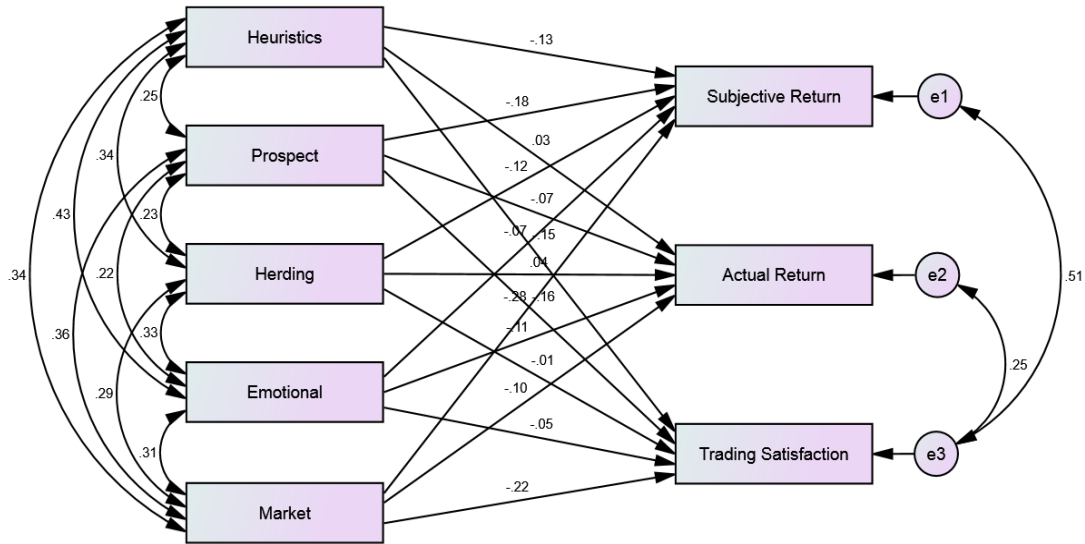 Heuristics
-.13
Subjective Return
e1
.25
-.18
Prospect
.03
.34
-.12
-.07
.43
.23
-.07
-.15
.04
Herding
Actual Return
e2
.34
.22
.51
-.28
-.16
-.11
.36
.33
-.01
.25
.29
Emotional
-.10
-.05
.31
Trading Satisfaction
e3
-.22
Market